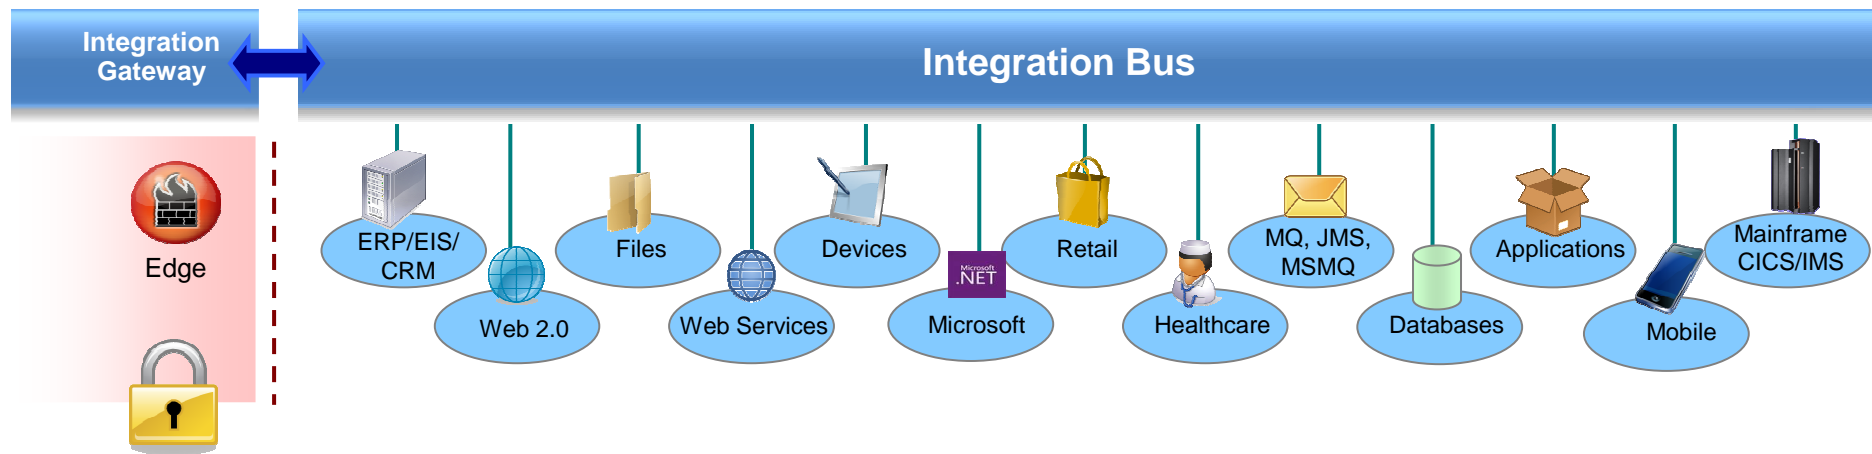 Integration
Gateway
Integration Bus
Edge
ERP/EIS/
CRM
Web 2.0
Files
Web Services
Devices
Microsoft
.NET
Microsoft
Retail
Healthcare
MQ, JMS,
MSMQ
Databases
Applications
Mobile
Mainframe
CICS/IMS